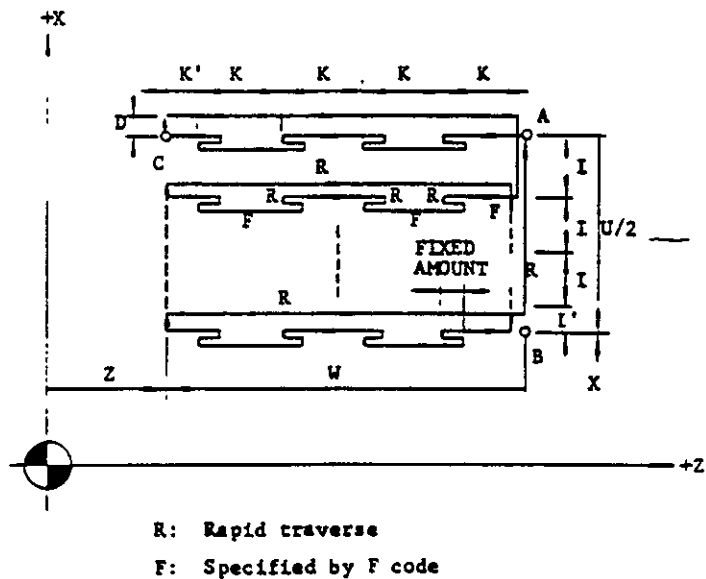 +X
K' K K K K
D
A
C
I
R
R R R
F F F
I U/2
FIXED
AMOUNT
R
I
R
I'
B
Z W
X
+Z
R: Rapid traverse
F: Specified by F code